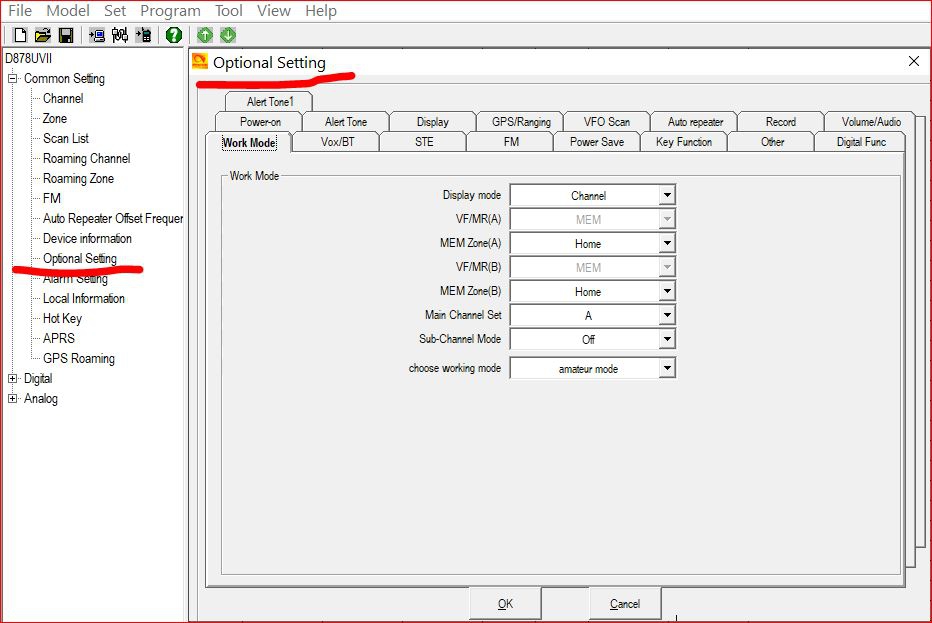 File Model Set Program Tool View Help
D878UVII
Common Setting
Channel
Zone
Scan List
Roaming Channel
Roaming Zone
FM
Auto Repeater Offset Frequer
Device information
Optional Setting
Alarm Setting
Local Information
Hot Key
APRS
GPS Roaming
Digital
Analog
Optional Setting
Alert Tone1
Power-on Alert Tone Display GPS/Ranging VFO Scan Auto repeater Record Volume/Audio
Work Mode Vox/BT STE FM Power Save Key Function Other Digital Func
Work Mode
Display mode Channel
VF/MR(A) MEM
MEM Zone(A) Home
VF/MR(B) MEM
MEM Zone(B) Home
Main Channel Set A
Sub-Channel Mode Off
choose working mode amateur mode
OK Cancel